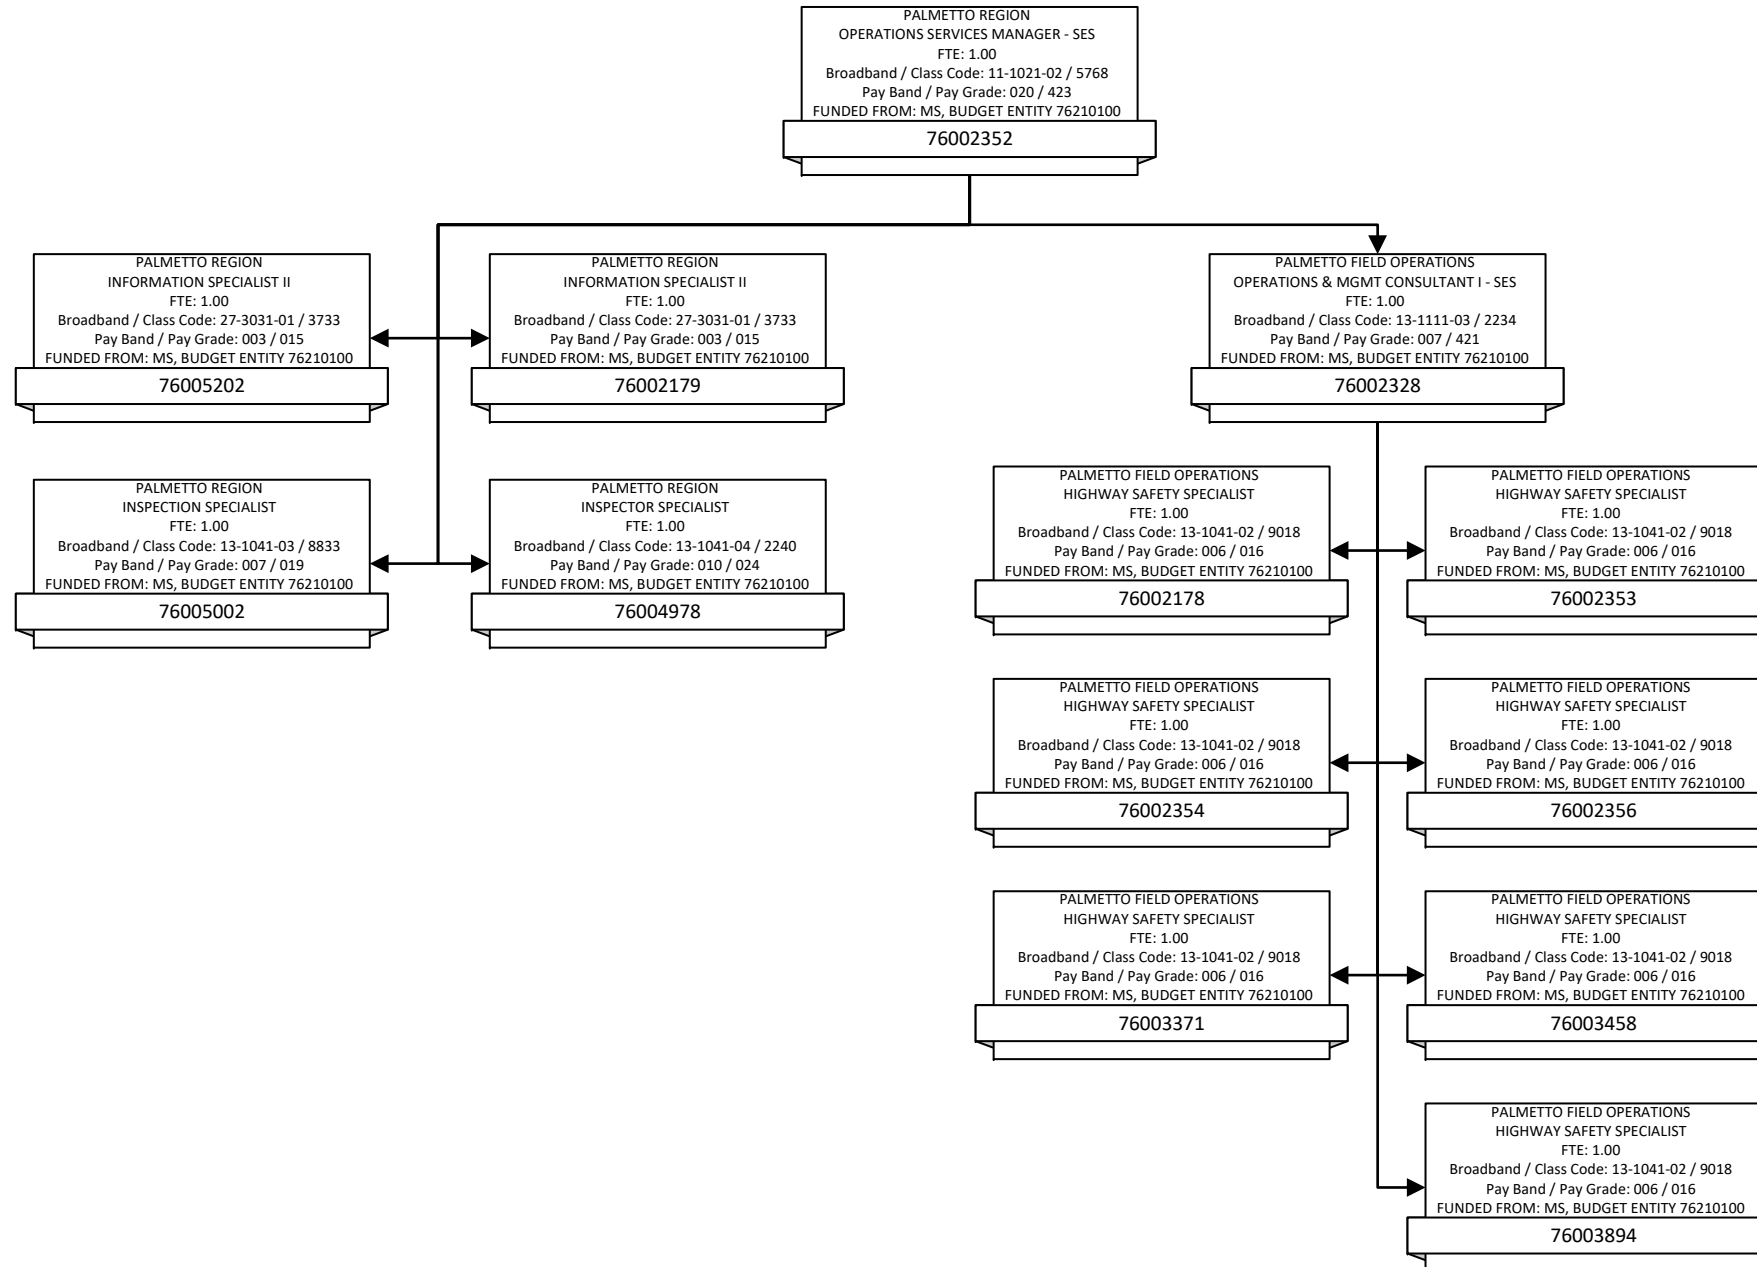 PALMETTO REGION
OPERATIONS SERVICES MANAGER - SES
FTE: 1.00
Broadband / Class Code: 11-1021-02 / 5768
Pay Band / Pay Grade: 020 / 423
FUNDED FROM: MS, BUDGET ENTITY 76210100
76002352
PALMETTO REGION
INFORMATION SPECIALIST II
FTE: 1.00
Broadband / Class Code: 27-3031-01 / 3733
Pay Band / Pay Grade: 003 / 015
FUNDED FROM: MS, BUDGET ENTITY 76210100
76005202
PALMETTO REGION
INFORMATION SPECIALIST II
FTE: 1.00
Broadband / Class Code: 27-3031-01 / 3733
Pay Band / Pay Grade: 003 / 015
FUNDED FROM: MS, BUDGET ENTITY 76210100
76002179
PALMETTO FIELD OPERATIONS
OPERATIONS & MGMT CONSULTANT I - SES
FTE: 1.00
Broadband / Class Code: 13-1111-03 / 2234
Pay Band / Pay Grade: 007 / 421
FUNDED FROM: MS, BUDGET ENTITY 76210100
76002328
PALMETTO REGION
INSPECTION SPECIALIST
FTE: 1.00
Broadband / Class Code: 13-1041-03 / 8833
Pay Band / Pay Grade: 007 / 019
FUNDED FROM: MS, BUDGET ENTITY 76210100
76005002
PALMETTO REGION
INSPECTOR SPECIALIST
FTE: 1.00
Broadband / Class Code: 13-1041-04 / 2240
Pay Band / Pay Grade: 010 / 024
FUNDED FROM: MS, BUDGET ENTITY 76210100
76004978
PALMETTO FIELD OPERATIONS
HIGHWAY SAFETY SPECIALIST
FTE: 1.00
Broadband / Class Code: 13-1041-02 / 9018
Pay Band / Pay Grade: 006 / 016
FUNDED FROM: MS, BUDGET ENTITY 76210100
76002178
PALMETTO FIELD OPERATIONS
HIGHWAY SAFETY SPECIALIST
FTE: 1.00
Broadband / Class Code: 13-1041-02 / 9018
Pay Band / Pay Grade: 006 / 016
FUNDED FROM: MS, BUDGET ENTITY 76210100
76002353
PALMETTO FIELD OPERATIONS
HIGHWAY SAFETY SPECIALIST
FTE: 1.00
Broadband / Class Code: 13-1041-02 / 9018
Pay Band / Pay Grade: 006 / 016
FUNDED FROM: MS, BUDGET ENTITY 76210100
76002354
PALMETTO FIELD OPERATIONS
HIGHWAY SAFETY SPECIALIST
FTE: 1.00
Broadband / Class Code: 13-1041-02 / 9018
Pay Band / Pay Grade: 006 / 016
FUNDED FROM: MS, BUDGET ENTITY 76210100
76002356
PALMETTO FIELD OPERATIONS
HIGHWAY SAFETY SPECIALIST
FTE: 1.00
Broadband / Class Code: 13-1041-02 / 9018
Pay Band / Pay Grade: 006 / 016
FUNDED FROM: MS, BUDGET ENTITY 76210100
76003371
PALMETTO FIELD OPERATIONS
HIGHWAY SAFETY SPECIALIST
FTE: 1.00
Broadband / Class Code: 13-1041-02 / 9018
Pay Band / Pay Grade: 006 / 016
FUNDED FROM: MS, BUDGET ENTITY 76210100
76003458
PALMETTO FIELD OPERATIONS
HIGHWAY SAFETY SPECIALIST
FTE: 1.00
Broadband / Class Code: 13-1041-02 / 9018
Pay Band / Pay Grade: 006 / 016
FUNDED FROM: MS, BUDGET ENTITY 76210100
76003894